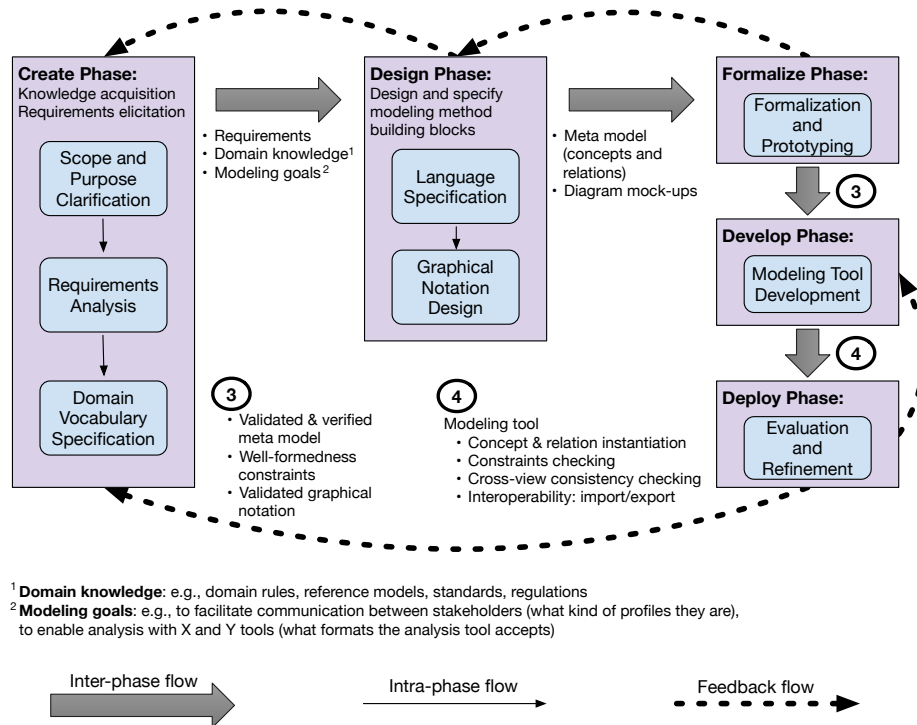 Create Phase:
Knowledge acquisition
Requirements elicitation
Scope and
Purpose
Clarification
Requirements
Analysis
Domain
Vocabulary
Specification
• Requirements
• Domain knowledge¹
• Modeling goals²
Design Phase:
Design and specify
modeling method
building blocks
Language
Specification
Graphical
Notation
Design
• Meta model
(concepts and
relations)
• Diagram mock-ups
Formalize Phase:
Formalization
and
Prototyping
3
Develop Phase:
Modeling Tool
Development
4
Deploy Phase:
Evaluation
and
Refinement
3
• Validated & verified
meta model
• Well-formedness
constraints
• Validated graphical
notation
4
Modeling tool
• Concept & relation instantiation
• Constraints checking
• Cross-view consistency checking
• Interoperability: import/export
¹ Domain knowledge: e.g., domain rules, reference models, standards, regulations
² Modeling goals: e.g., to facilitate communication between stakeholders (what kind of profiles they are),
to enable analysis with X and Y tools (what formats the analysis tool accepts)
Inter-phase flow
Intra-phase flow
Feedback flow